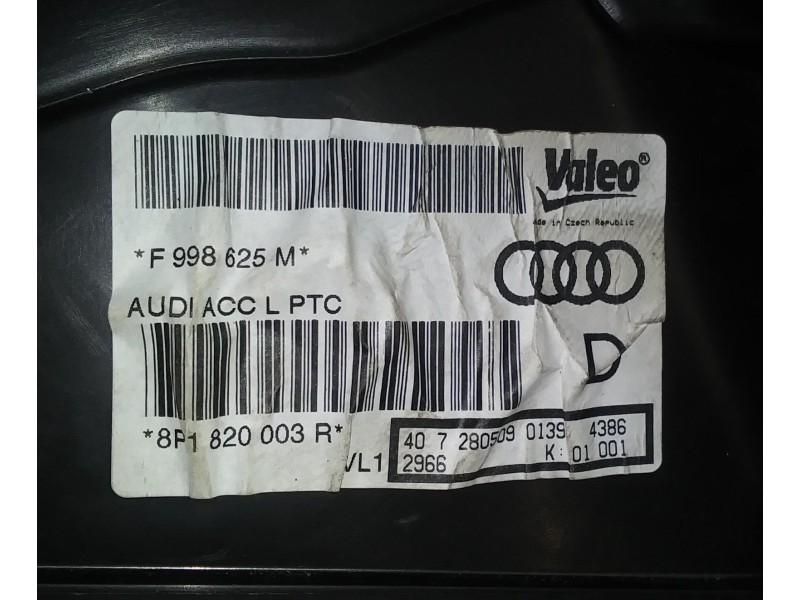 Valeo®
Made in Czech Republic
*F 998 625 M*
AUDI ACC L PTC
D
*8P1 820 003 R*
VL1
40 7 280509 0139 4386
2966 K: 01 001